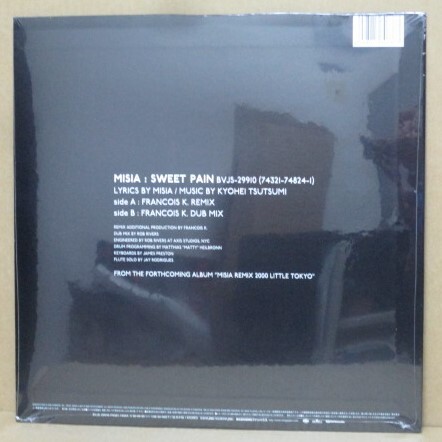 MISIA : SWEET PAIN BVJS-29910 (74321-74824-1)
LYRICS BY MISIA / MUSIC BY KYOHEI TSUTSUMI
side A : FRANCOIS K. REMIX
side B : FRANCOIS K. DUB MIX
REMIX ADDITIONAL PRODUCTION BY FRANCOIS K.
DUB MIX BY ROB RIVERS
ENGINEERED BY ROB RIVERS AT AXIS STUDIOS, NYC
DRUM PROGRAMMING BY MATTHIAS "MATTY" HEILBRONN
KEYBOARDS BY JAMES PRESTON
FLUTE SOLO BY JAY RODRIGUES
FROM THE FORTHCOMING ALBUM "MISIA REMIX 2000 LITTLE TOKYO"